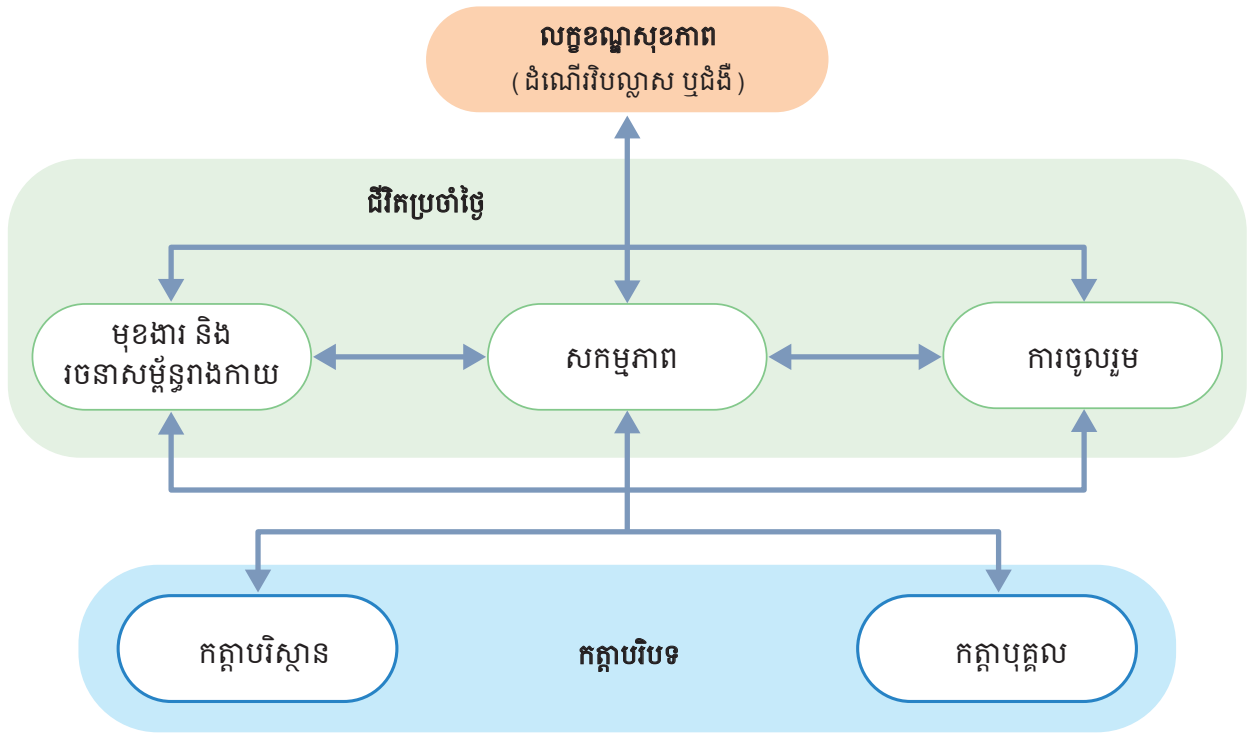 លក្ខខណ្ឌសុខភាព
(ដំណើរវិបល្លាស ឬជំងឺ)
ជីវិតប្រចាំថ្ងៃ
មុខងារ និង
រចនាសម្ព័ន្ធរាងកាយ
សកម្មភាព
ការចូលរួម
កត្តាបរិស្ថាន
កត្តាបរិបទ
កត្តាបុគ្គល